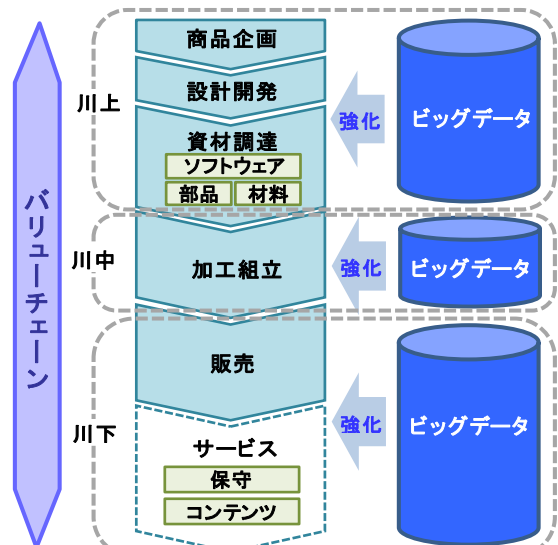 バリューチェーン
川上
商品企画
設計開発
資材調達
ソフトウェア
部品
材料
強化
ビッグデータ
川中
加工組立
強化
ビッグデータ
川下
販売
サービス
保守
コンテンツ
強化
ビッグデータ